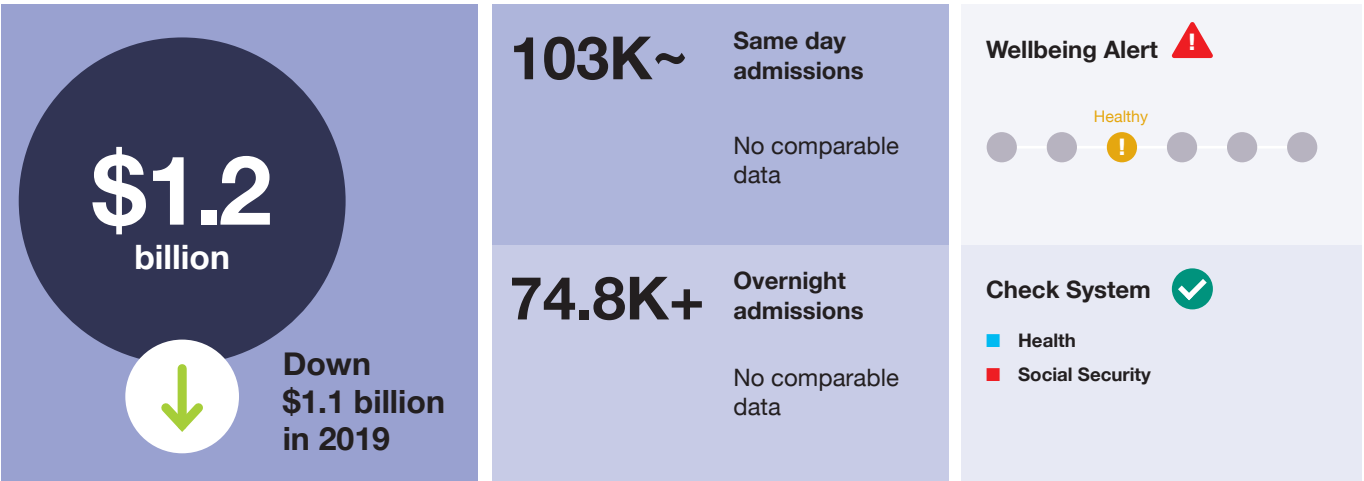 $1.2
billion
Down
$1.1 billion
in 2019
103K~
Same day
admissions
No comparable
data
74.8K+
Overnight
admissions
No comparable
data
Wellbeing Alert
Healthy
Check System
Health
Social Security